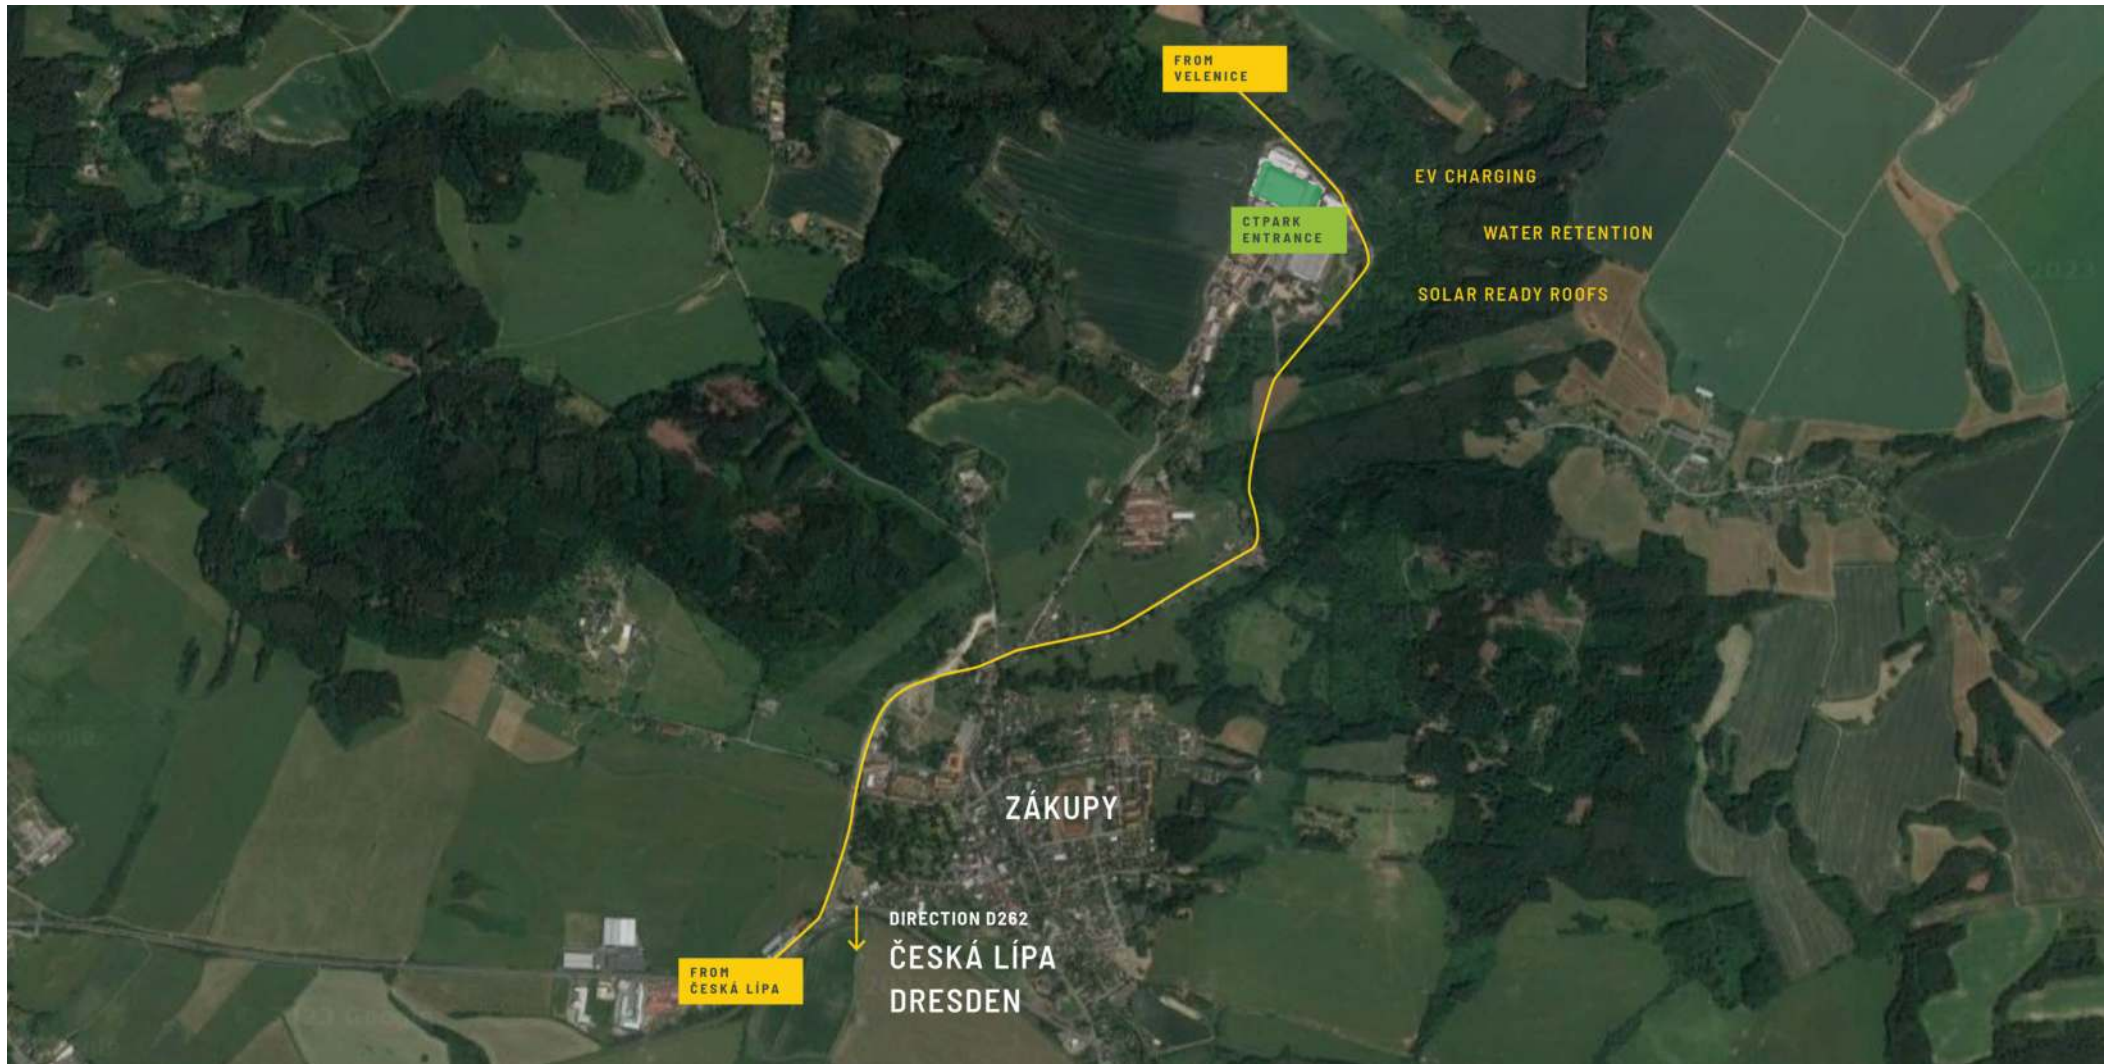 FROM
VELENICE
EV CHARGING
CTPARK
ENTRANCE
WATER RETENTION
SOLAR READY ROOFS
ZÁKUPY
DIRECTION D262
ČESKÁ LÍPA
DRESDEN
FROM
ČESKÁ LÍPA
2023